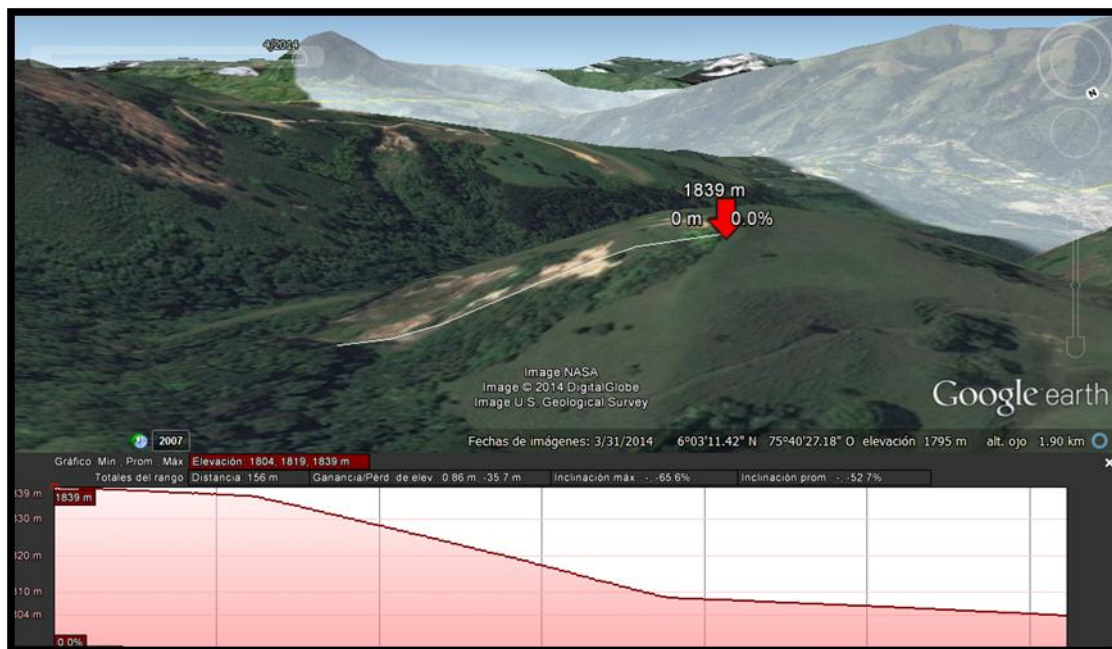 4/2014
N
1839 m
0 m 0.0%
Image NASA
Image © 2014 DigitalGlobe
Image U.S. Geological Survey
Google earth
2007
Fechas de imágenes: 3/31/2014 6°03'11.42" N 75°40'27.18" O elevación 1795 m alt. ojo 1.90 km
Gráfico Mín., Prom., Máx Elevación: 1804, 1819, 1839 m
Totales del rango Distancia: 156 m Ganancia/Pérd. de elev. 0.86 m, -35.7 m Inclinación máx. -, -65.6% Inclinación prom. -, -52.7%
839 m
1839 m
830 m
820 m
810 m
804 m
0.0%